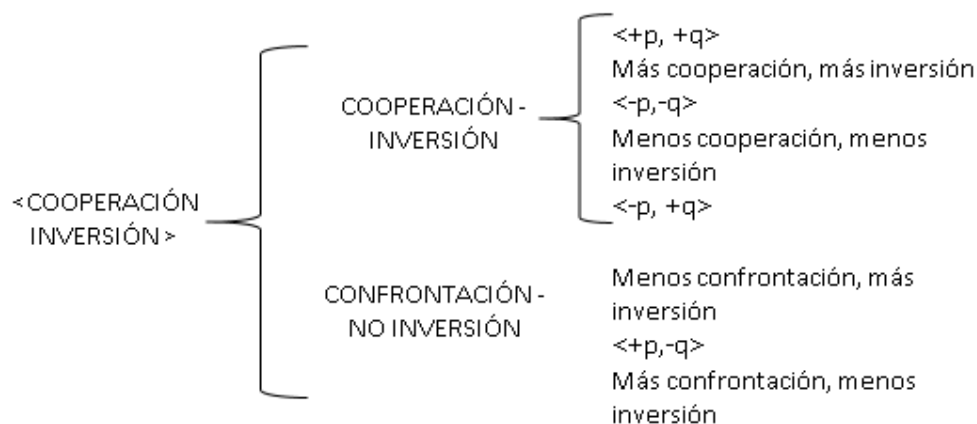 <COOPERACIÓN
INVERSIÓN>
COOPERACIÓN -
INVERSIÓN
<+p, +q>
Más cooperación, más inversión
<-p,-q>
Menos cooperación, menos
inversión
<-p, +q>
CONFRONTACIÓN -
NO INVERSIÓN
Menos confrontación, más
inversión
<+p,-q>
Más confrontación, menos
inversión